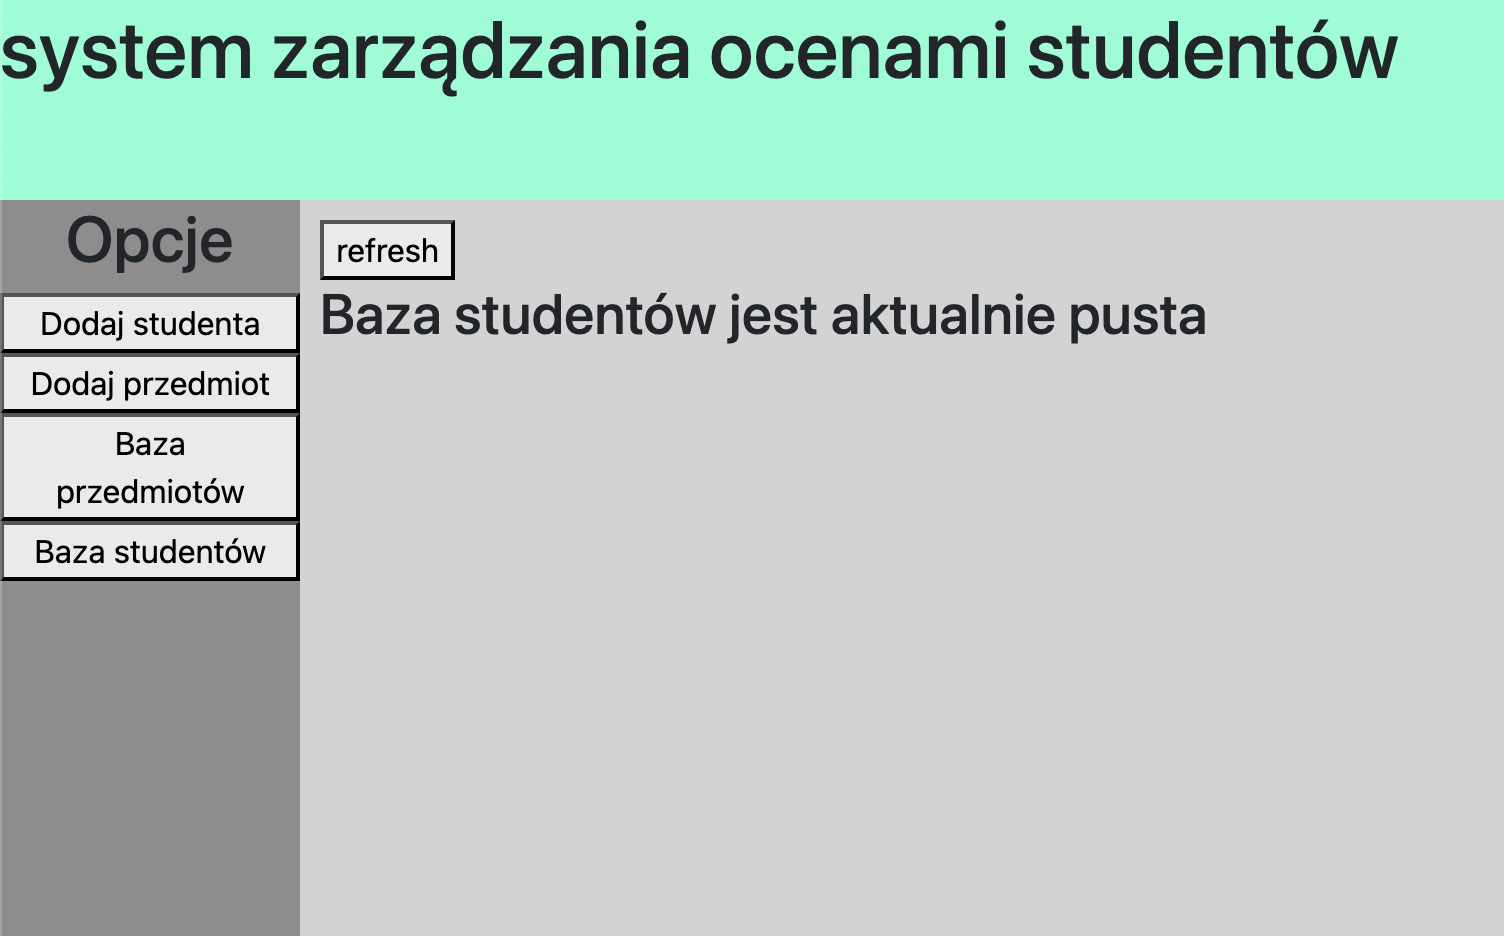 system zarządzania ocenami studentów
Opcje
Dodaj studenta
Dodaj przedmiot
Baza
przedmiotów
Baza studentów
refresh
Baza studentów jest aktualnie pusta